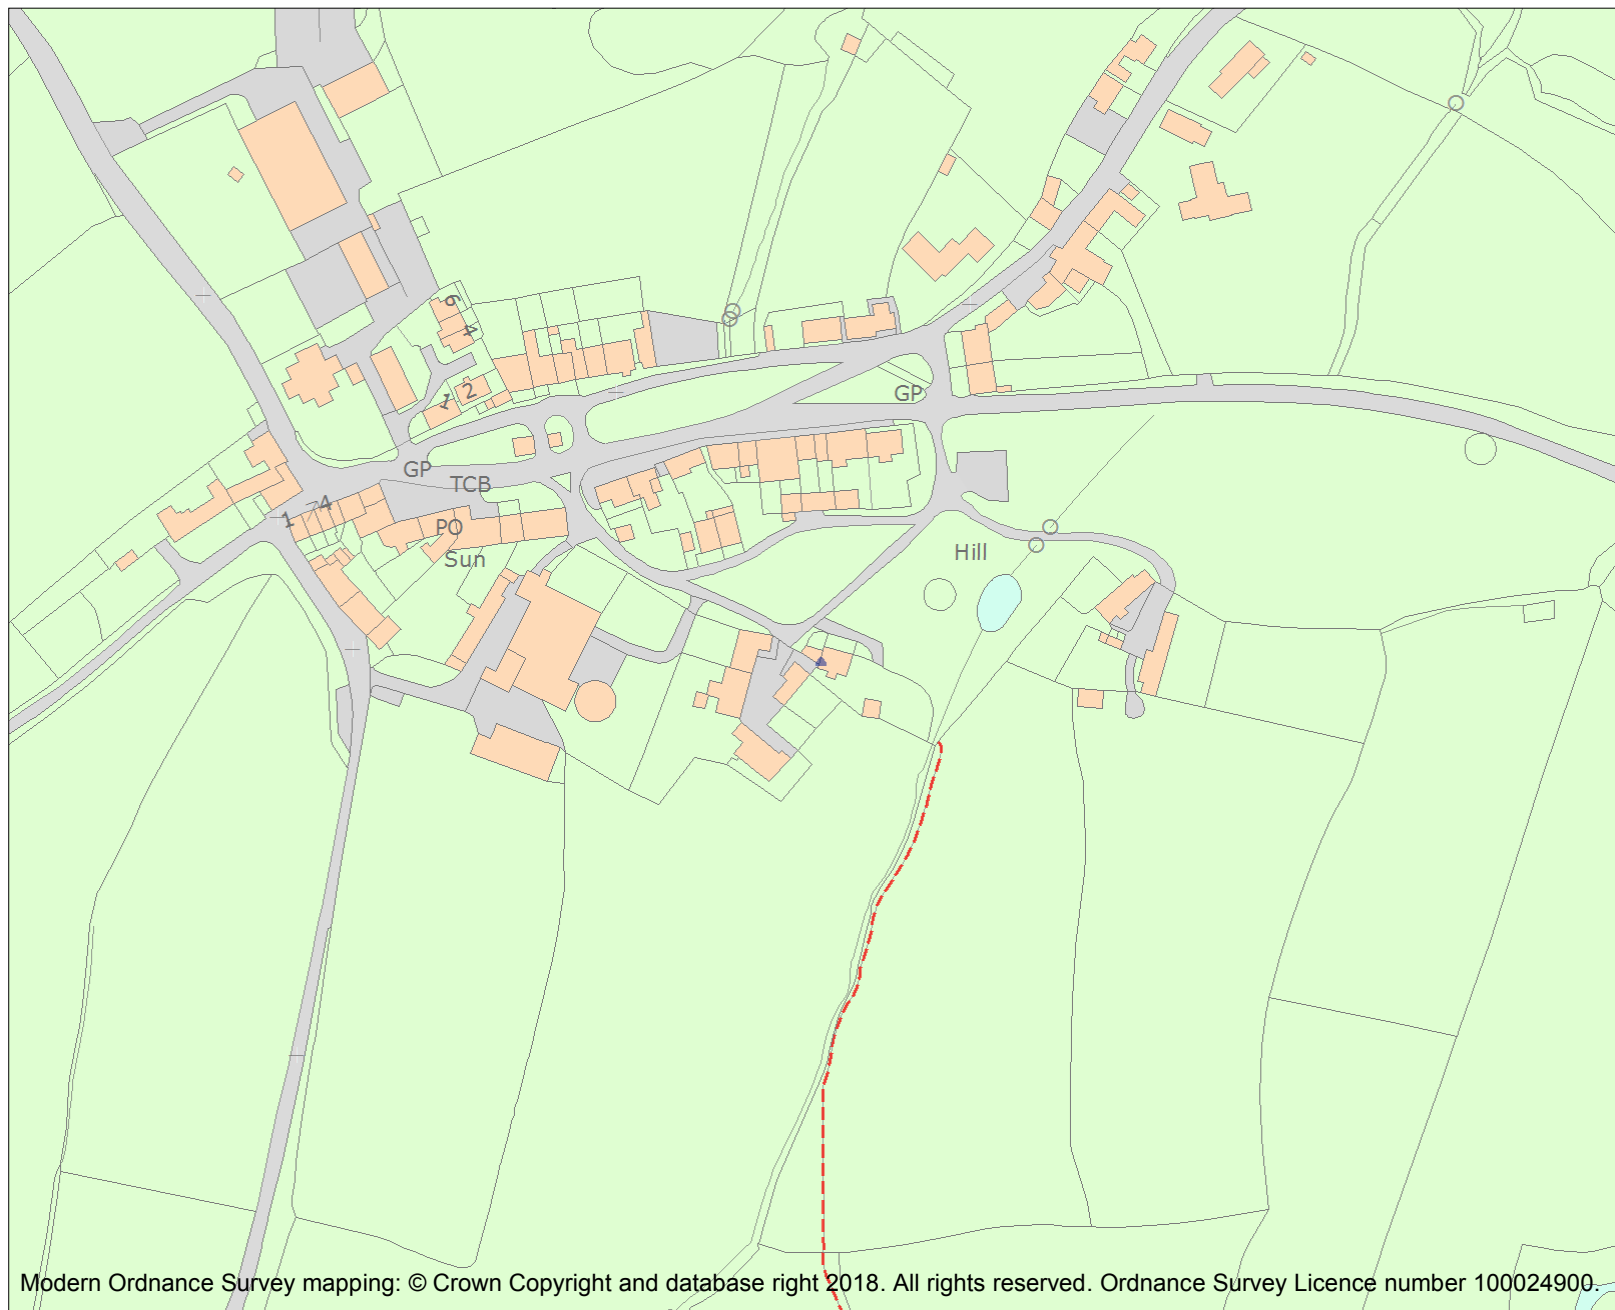 6
4
2
1
GP
GP
TCB
1
74
PO
Sun
Hill
Modern Ordnance Survey mapping: © Crown Copyright and database right 2018. All rights reserved. Ordnance Survey Licence number 100024900.